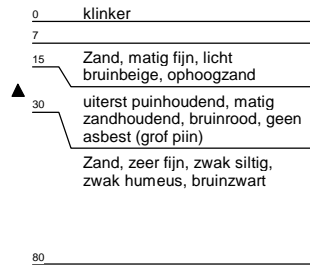 0 klinker
7
15 Zand, matig fijn, licht
bruinbeige, ophoogzand
30 uiterst puinhoudend, matig
zandhoudend, bruinrood, geen
asbest (grof piin)
Zand, zeer fijn, zwak siltig,
zwak humeus, bruinzwart
80